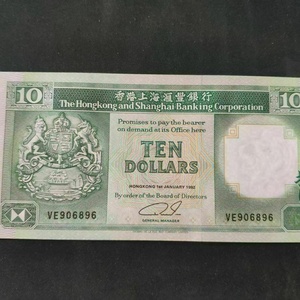 10 香港上海滙豐銀行 10
The Hongkong and Shanghai Banking Corporation
Promises to pay the bearer
on demand at its Office here
TEN
DOLLARS
HONGKONG 1st JANUARY 1992
By order of the Board of Directors
VE906896 VE906896
GENERAL MANAGER